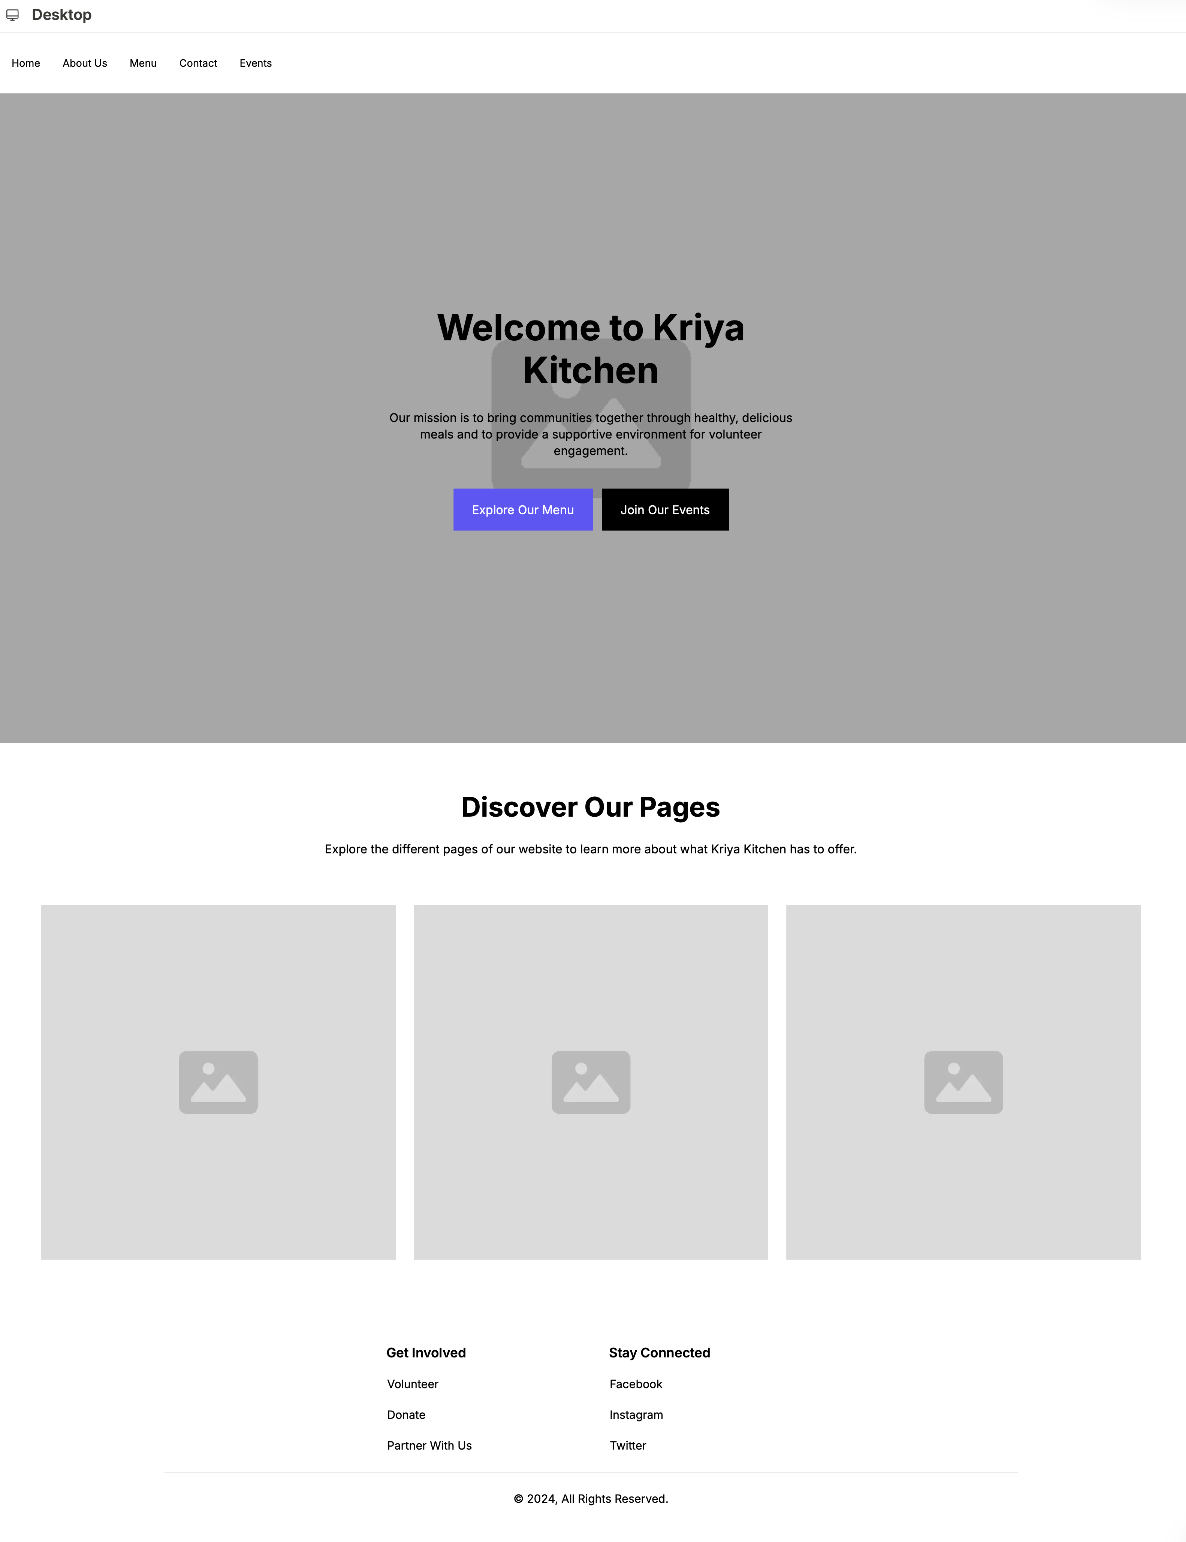 Desktop
Home About Us Menu Contact Events
Welcome to Kriya
Kitchen
Our mission is to bring communities together through healthy, delicious
meals and to provide a supportive environment for volunteer
engagement.
Explore Our Menu Join Our Events
Discover Our Pages
Explore the different pages of our website to learn more about what Kriya Kitchen has to offer.
Get Involved Stay Connected
Volunteer Facebook
Donate Instagram
Partner With Us Twitter
© 2024, All Rights Reserved.